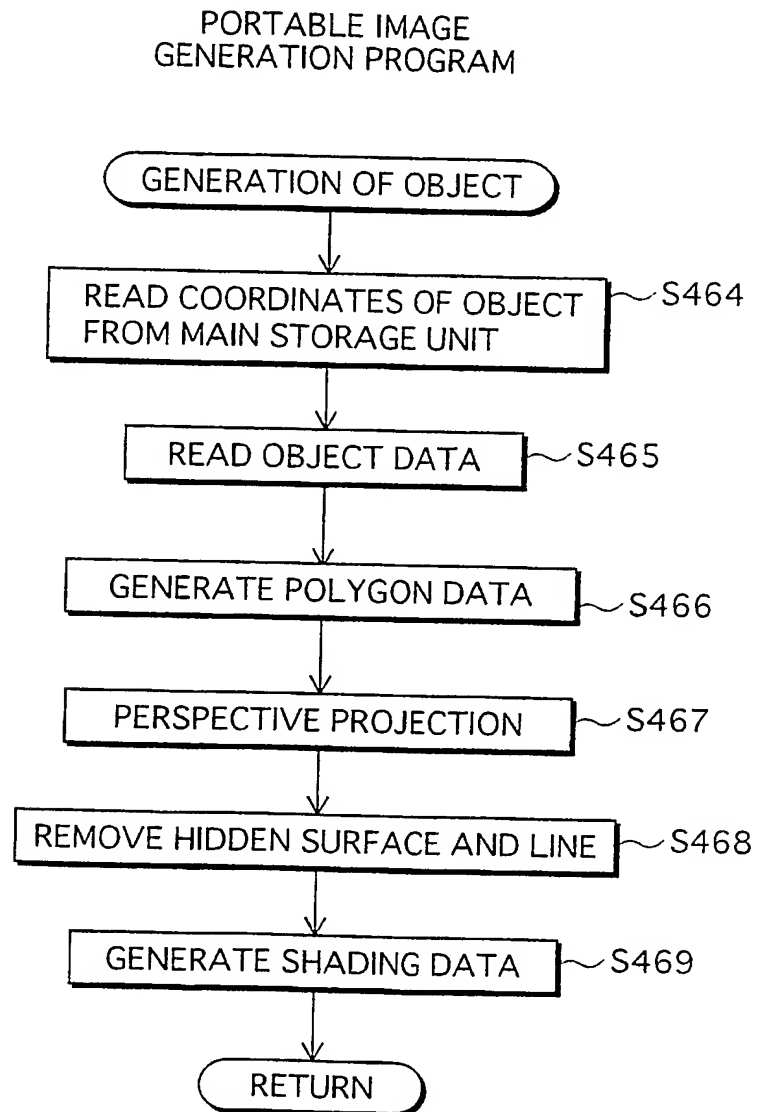 PORTABLE IMAGE
GENERATION PROGRAM
GENERATION OF OBJECT
READ COORDINATES OF OBJECT
FROM MAIN STORAGE UNIT
S464
READ OBJECT DATA
S465
GENERATE POLYGON DATA
S466
PERSPECTIVE PROJECTION
S467
REMOVE HIDDEN SURFACE AND LINE
S468
GENERATE SHADING DATA
S469
RETURN